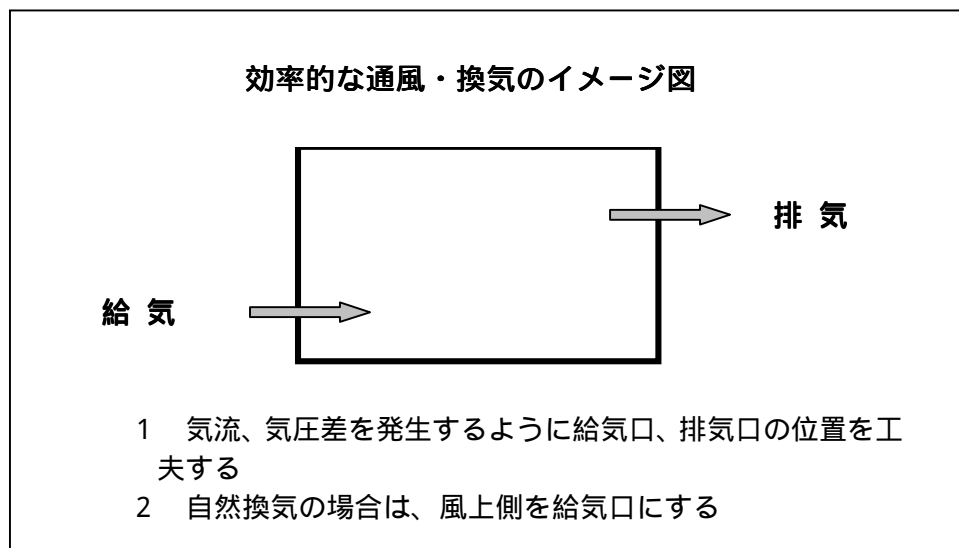 効率的な通風・換気のイメージ図
排 気
給 気
1　気流、気圧差を発生するように給気口、排気口の位置を工
夫する
2　自然換気の場合は、風上側を給気口にする